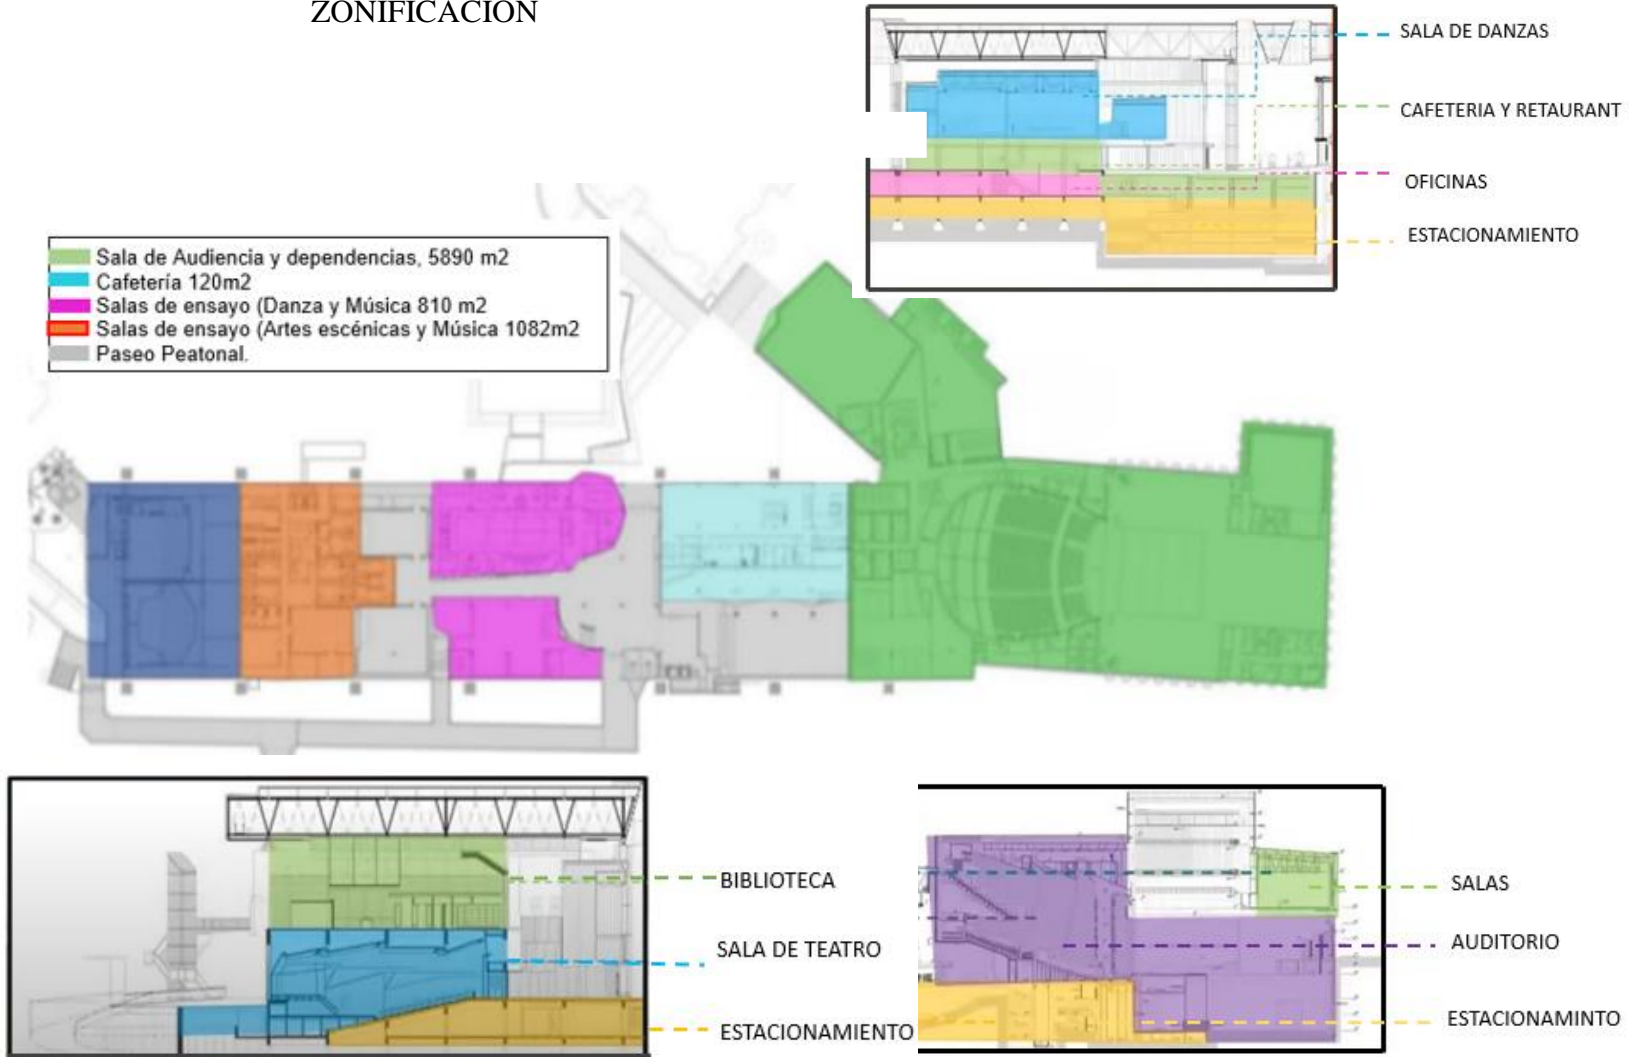 ZONIFICACIÓN
SALA DE DANZAS
CAFETERIA Y RETAURANT
OFICINAS
ESTACIONAMIENTO
Sala de Audiencia y dependencias, 5890 m2
Cafetería 120m2
Salas de ensayo (Danza y Música 810 m2
Salas de ensayo (Artes escénicas y Música 1082m2
Paseo Peatonal.
BIBLIOTECA
SALA DE TEATRO
ESTACIONAMIENTO
SALAS
AUDITORIO
ESTACIONAMINTO